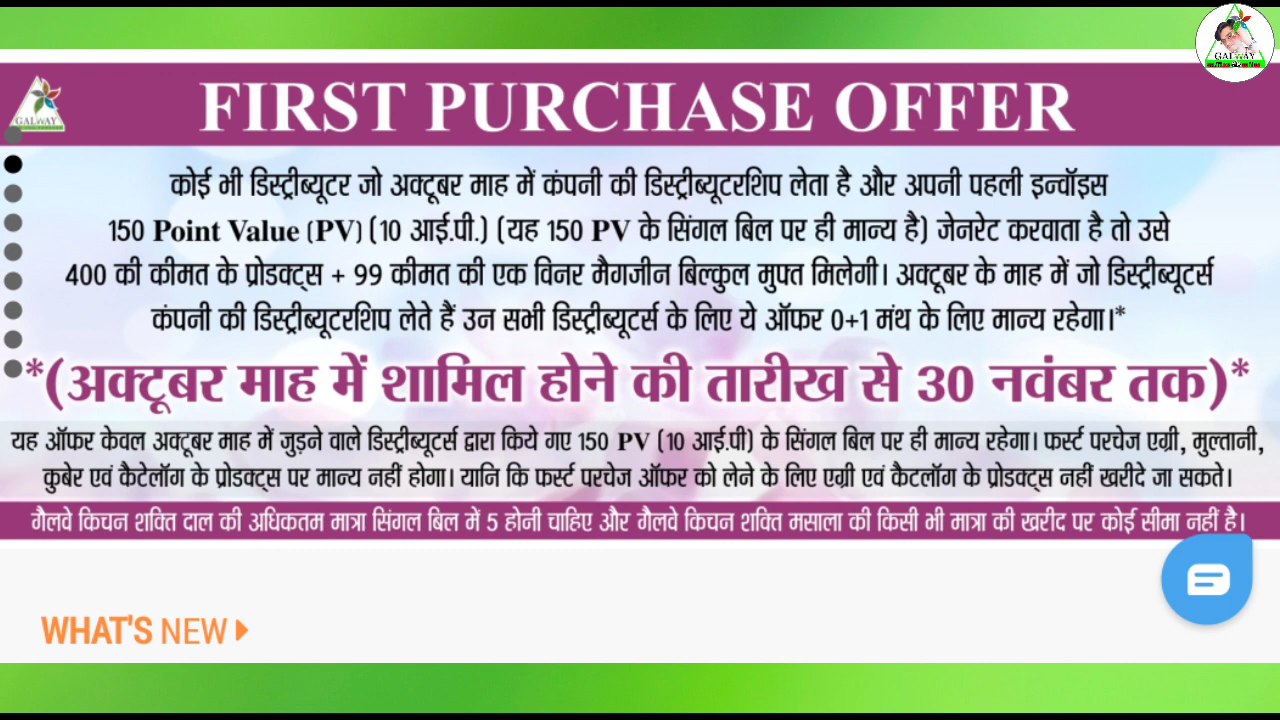 GALWAY
FIRST PURCHASE OFFER
GALWAY
कोई भी डिस्ट्रीब्यूटर जो अक्टूबर माह में कंपनी की डिस्ट्रीब्यूटरशिप लेता है और अपनी पहली इन्वॉइस
150 Point Value (PV) (10 आई.पी.) (यह 150 PV के सिंगल बिल पर ही मान्य है) जेनरेट करवाता है तो उसे
400 की कीमत के प्रोडक्ट्स + 99 कीमत की एक विनर मैगजीन बिल्कुल मुफ्त मिलेगी। अक्टूबर के माह में जो डिस्ट्रीब्यूटर्स
कंपनी की डिस्ट्रीब्यूटरशिप लेते हैं उन सभी डिस्ट्रीब्यूटर्स के लिए ये ऑफर 0+1 मंथ के लिए मान्य रहेगा।*
*(अक्टूबर माह में शामिल होने की तारीख से 30 नवंबर तक)*
यह ऑफर केवल अक्टूबर माह में जुड़ने वाले डिस्ट्रीब्यूटर्स द्वारा किये गए 150 PV (10 आई.पी) के सिंगल बिल पर ही मान्य रहेगा। फर्स्ट परचेज एग्री, मुल्तानी,
कुबेर एवं कैटेलॉग के प्रोडक्ट्स पर मान्य नहीं होगा। यानि कि फर्स्ट परचेज ऑफर को लेने के लिए एग्री एवं कैटलॉग के प्रोडक्ट्स नहीं खरीदे जा सकते।
गैलवे किचन शक्ति दाल की अधिकतम मात्रा सिंगल बिल में 5 होनी चाहिए और गैलवे किचन शक्ति मसाला की किसी भी मात्रा की खरीद पर कोई सीमा नहीं है।
WHAT'S NEW